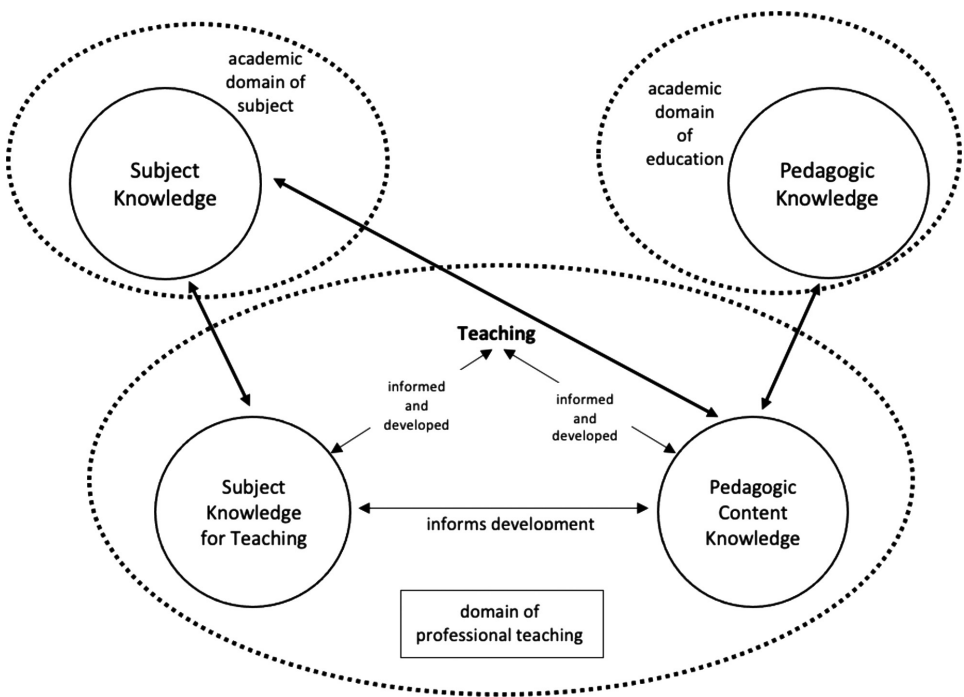 academic
domain of
subject
Subject
Knowledge
academic
domain
of
education
Pedagogic
Knowledge
Teaching
informed
and
developed
informed
and
developed
Subject
Knowledge
for Teaching
informs development
Pedagogic
Content
Knowledge
domain of
professional teaching